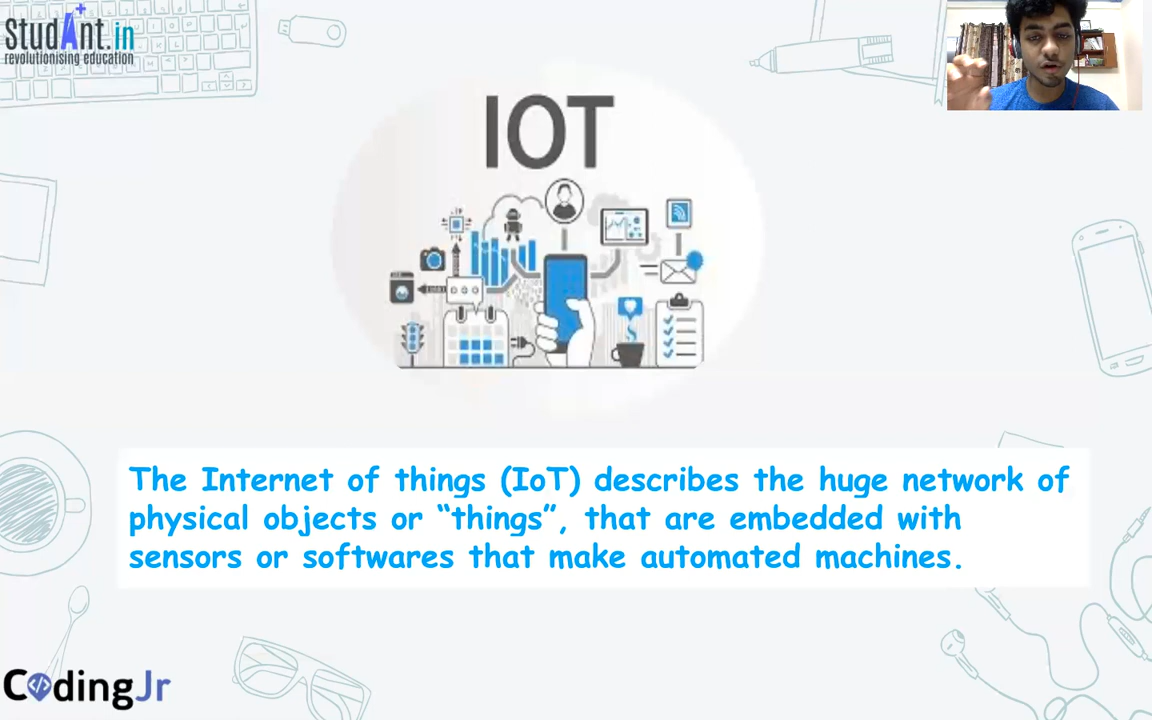 StudAnt.in
revolutionising education
IOT
The Internet of things (IoT) describes the huge network of
physical objects or “things”, that are embedded with
sensors or softwares that make automated machines.
CodingJr